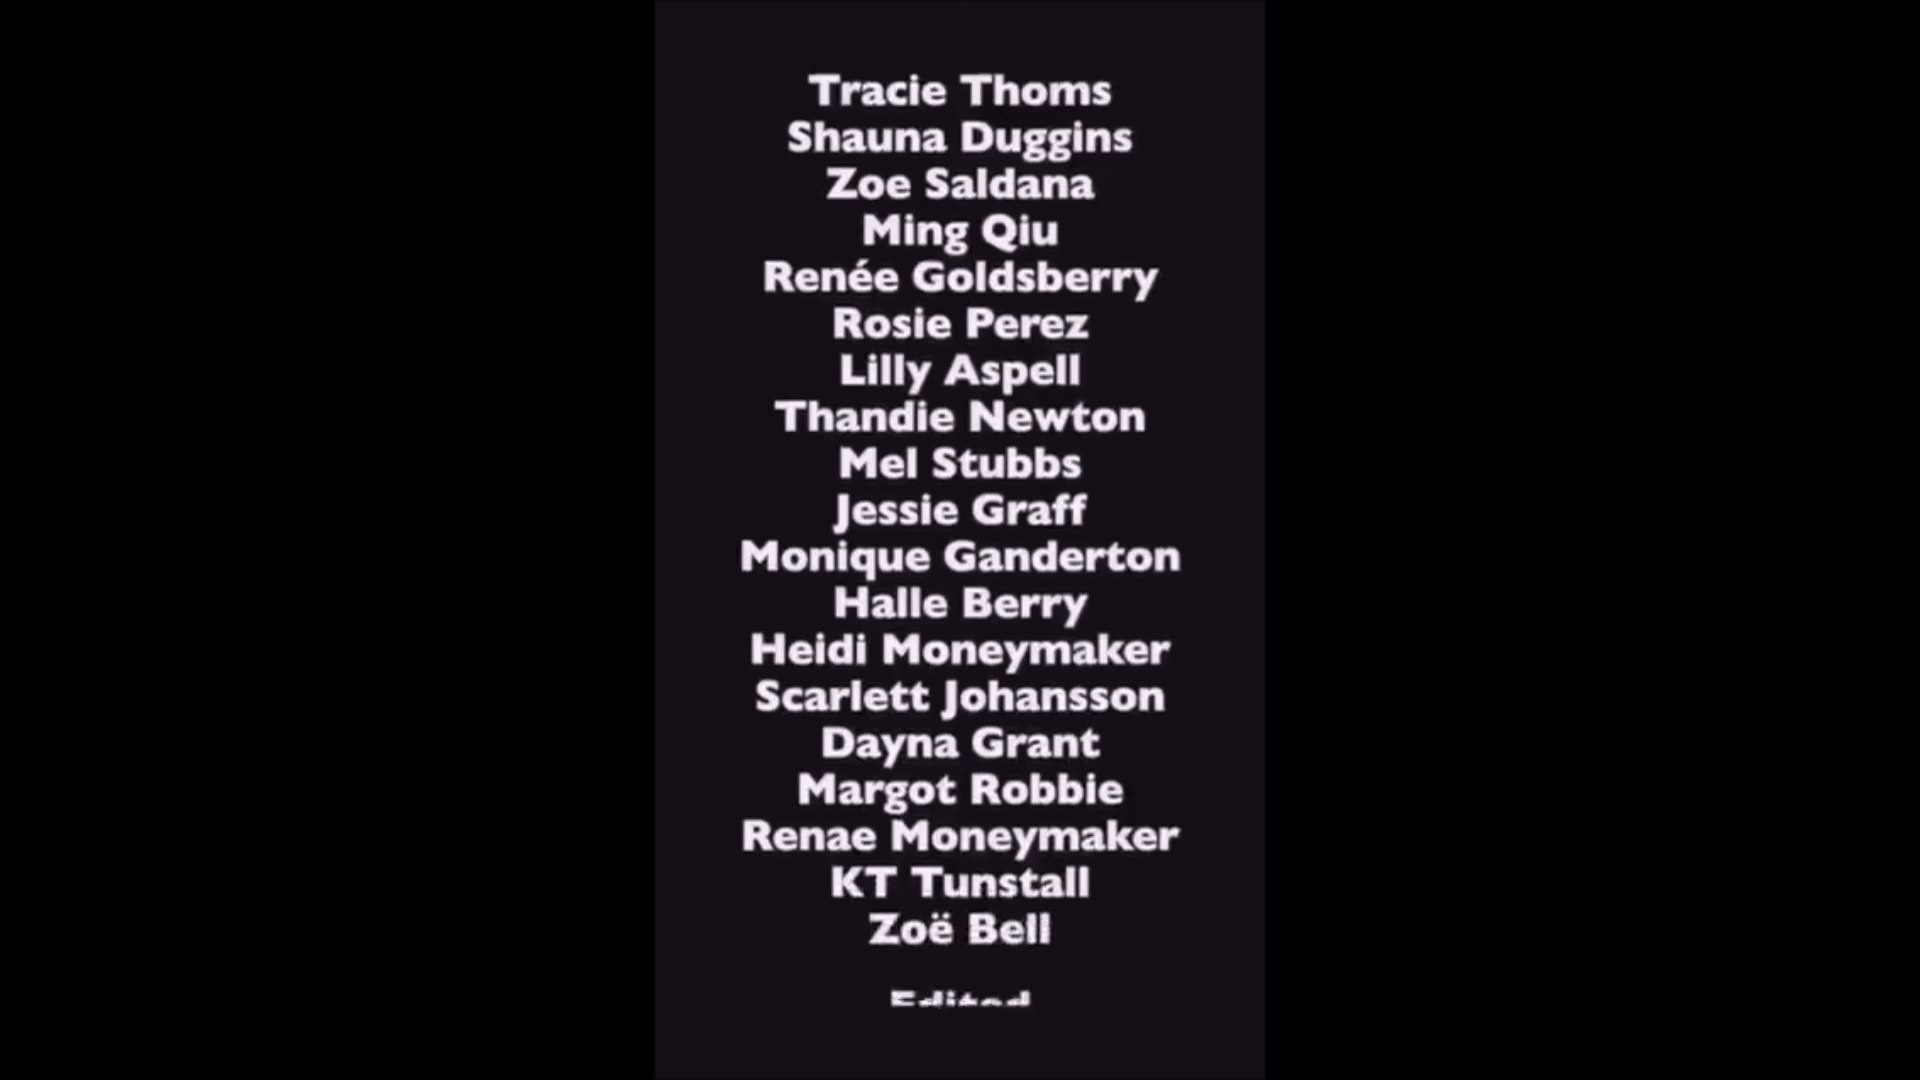 Tracie Thoms
Shauna Duggins
Zoe Saldana
Ming Qiu
Renée Goldsberry
Rosie Perez
Lilly Aspell
Thandie Newton
Mel Stubbs
Jessie Graff
Monique Ganderton
Halle Berry
Heidi Moneymaker
Scarlett Johansson
Dayna Grant
Margot Robbie
Renae Moneymaker
KT Tunstall
Zoë Bell
Edited